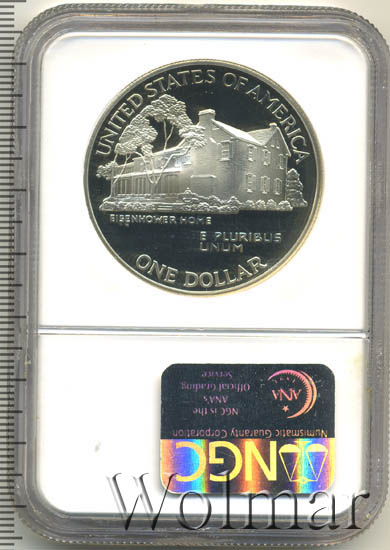 UNITED STATES OF AMERICA
EISENHOWER HOME
E PLURIBUS
UNUM
ONE DOLLAR
NGC
Numismatic Guaranty Corporation
NGC is the
ANA's
Official Grading
Service
ANA
Wolmar